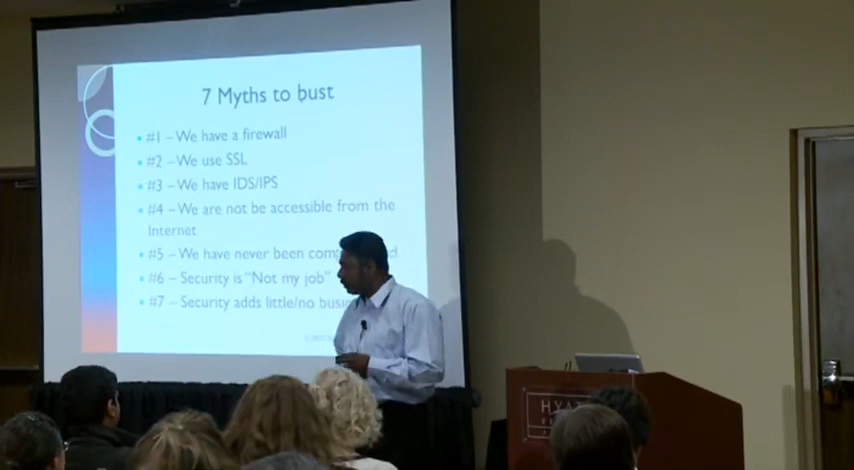 7 Myths to bust
#1 – We have a firewall
#2 – We use SSL
#3 – We have IDS/IPS
#4 – We are not be accessible from the
Internet
#5 – We have never been com
#6 – Security is "Not my job"
#7 – Security adds little/no busi
HYA